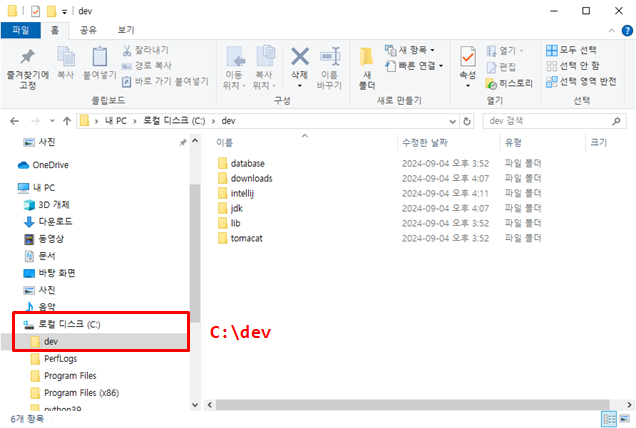 dev
파일
홈
공유
보기
즐겨찾기에
고정
복사
붙여넣기
잘라내기
경로 복사
바로 가기 붙여넣기
클립보드
이동
위치
복사
위치
삭제
이름
바꾸기
구성
새
폴더
새 항목
빠른 연결
새로 만들기
속성
열기
편집
히스토리
열기
모두 선택
선택 안 함
선택 영역 반전
선택
내 PC > 로컬 디스크 (C:) > dev
dev 검색
이름 수정한 날짜 유형 크기
database 2024-09-04 오후 3:52 파일 폴더
downloads 2024-09-04 오후 4:07 파일 폴더
intellij 2024-09-04 오후 4:11 파일 폴더
jdk 2024-09-04 오후 4:07 파일 폴더
lib 2024-09-04 오후 3:52 파일 폴더
tomacat 2024-09-04 오후 3:52 파일 폴더
사진
OneDrive
내 PC
3D 개체
다운로드
동영상
문서
바탕 화면
사진
음악
로컬 디스크 (C:)
dev
C:\dev
PerfLogs
Program Files
Program Files (x86)
python39
6개 항목